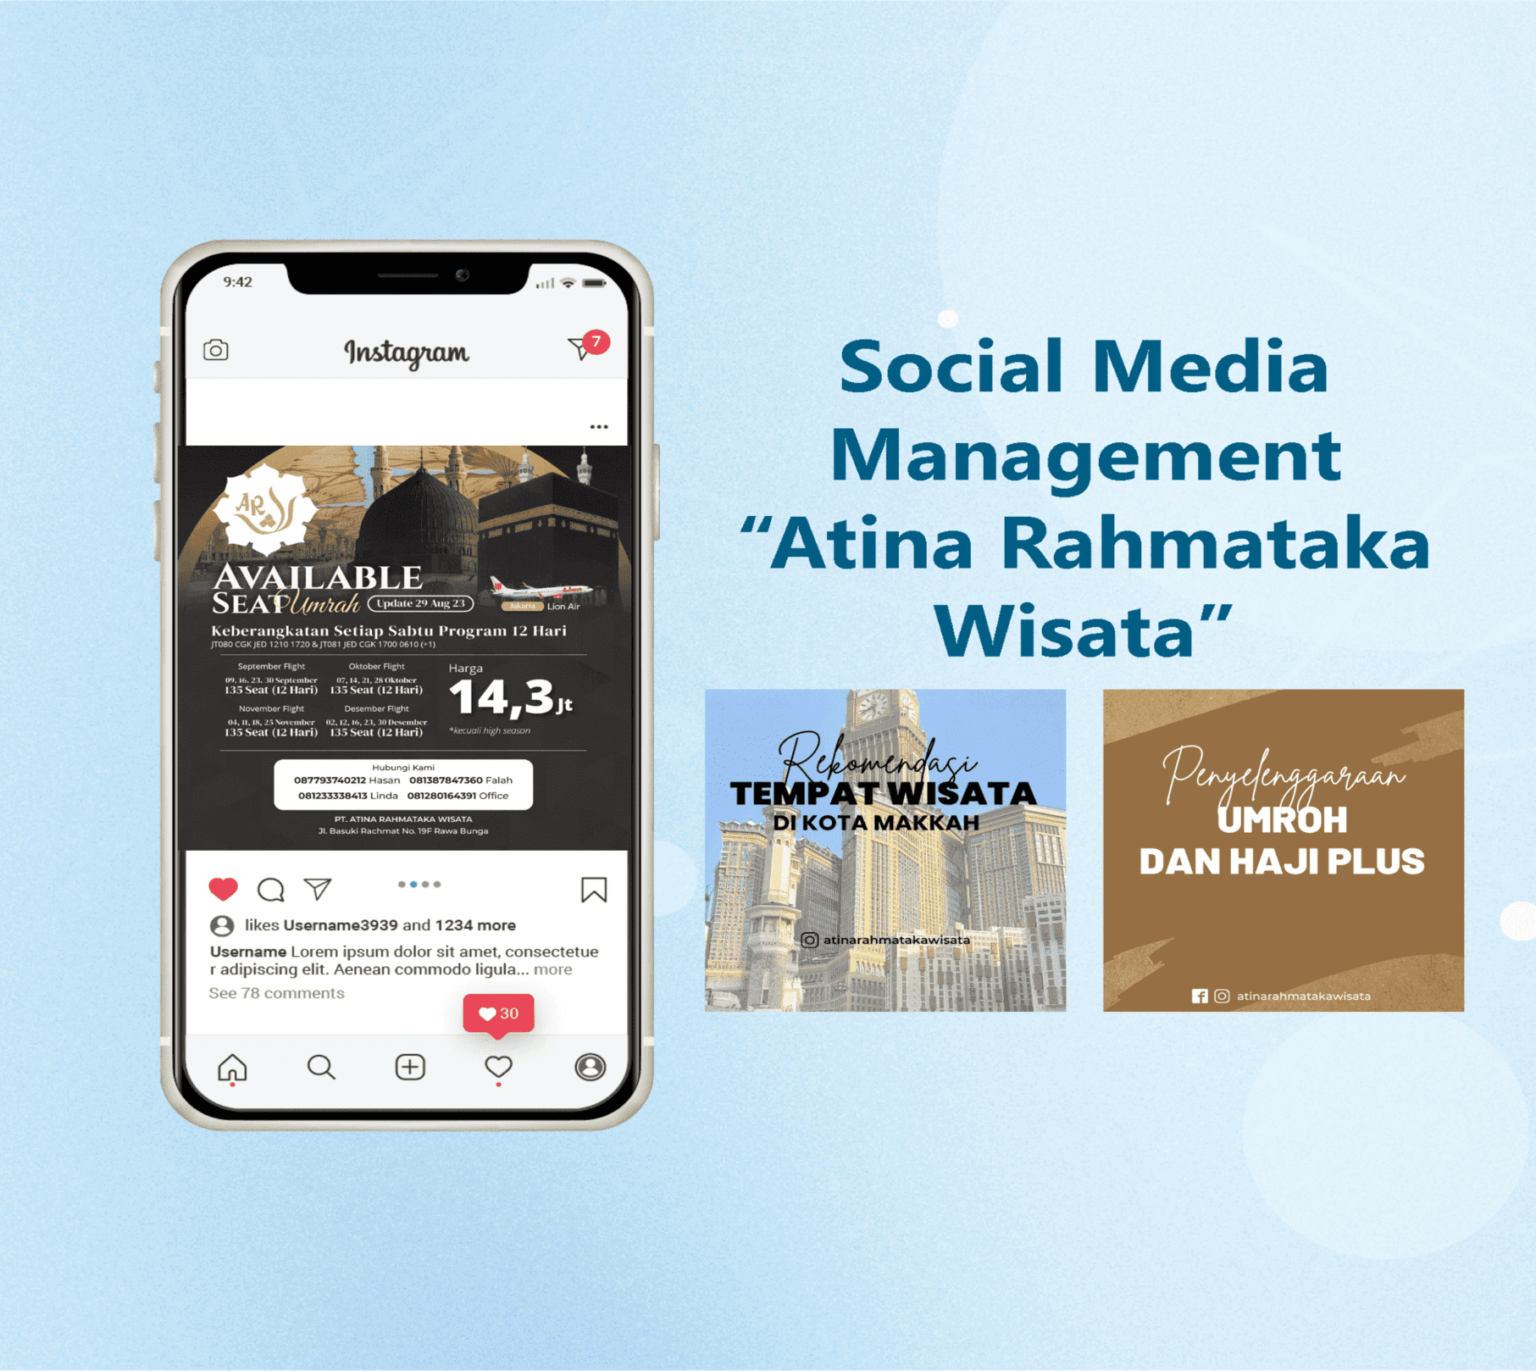 9:42
Instagram
7
AR
AVAILABLE
SEAT Umrah Update 29 Aug 23
Jakarta Lion Air
Keberangkatan Setiap Sabtu Program 12 Hari
JT080 CGK JED 1210 1720 & JT081 JED CGK 1700 0610 (+1)
September Flight
09, 16, 23, 30 September
135 Seat (12 Hari)
Oktober Flight
07, 14, 21, 28 Oktober
135 Seat (12 Hari)
November Flight
04, 11, 18, 25 November
135 Seat (12 Hari)
Desember Flight
02, 12, 16, 23, 30 Desember
135 Seat (12 Hari)
Harga
14,3 Jt
*kecuali high season
Hubungi Kami
087793740212 Hasan 081387847360 Falah
081233338413 Linda 081280164391 Office
PT. ATINA RAHMATAKA WISATA
Jl. Basuki Rachmat No. 19F Rawa Bunga
likes Username3939 and 1234 more
Username Lorem ipsum dolor sit amet, consectetue
r adipiscing elit. Aenean commodo ligula... more
See 78 comments
30
Social Media
Management
“Atina Rahmataka
Wisata”
Rekomendasi
TEMPAT WISATA
DI KOTA MAKKAH
atinarahmatakawisata
Penyelenggaraan
UMROH
DAN HAJI PLUS
atinarahmatakawisata